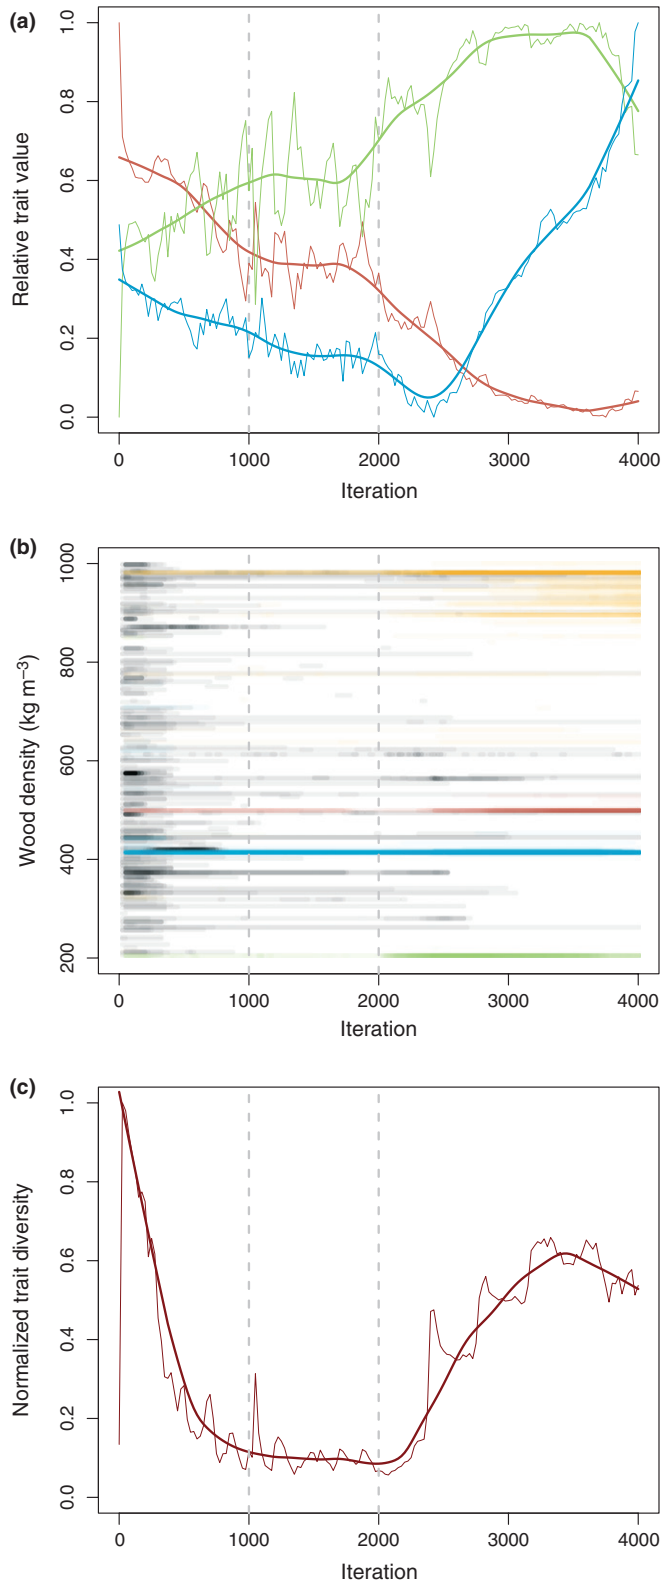 (a)
Relative trait value
1.0
0.8
0.6
0.4
0.2
0.0
0 1000 2000 3000 4000
Iteration
(b)
Wood density (kg m–3)
1000
800
600
400
200
0 1000 2000 3000 4000
Iteration
(c)
Normalized trait diversity
1.0
0.8
0.6
0.4
0.2
0.0
0 1000 2000 3000 4000
Iteration